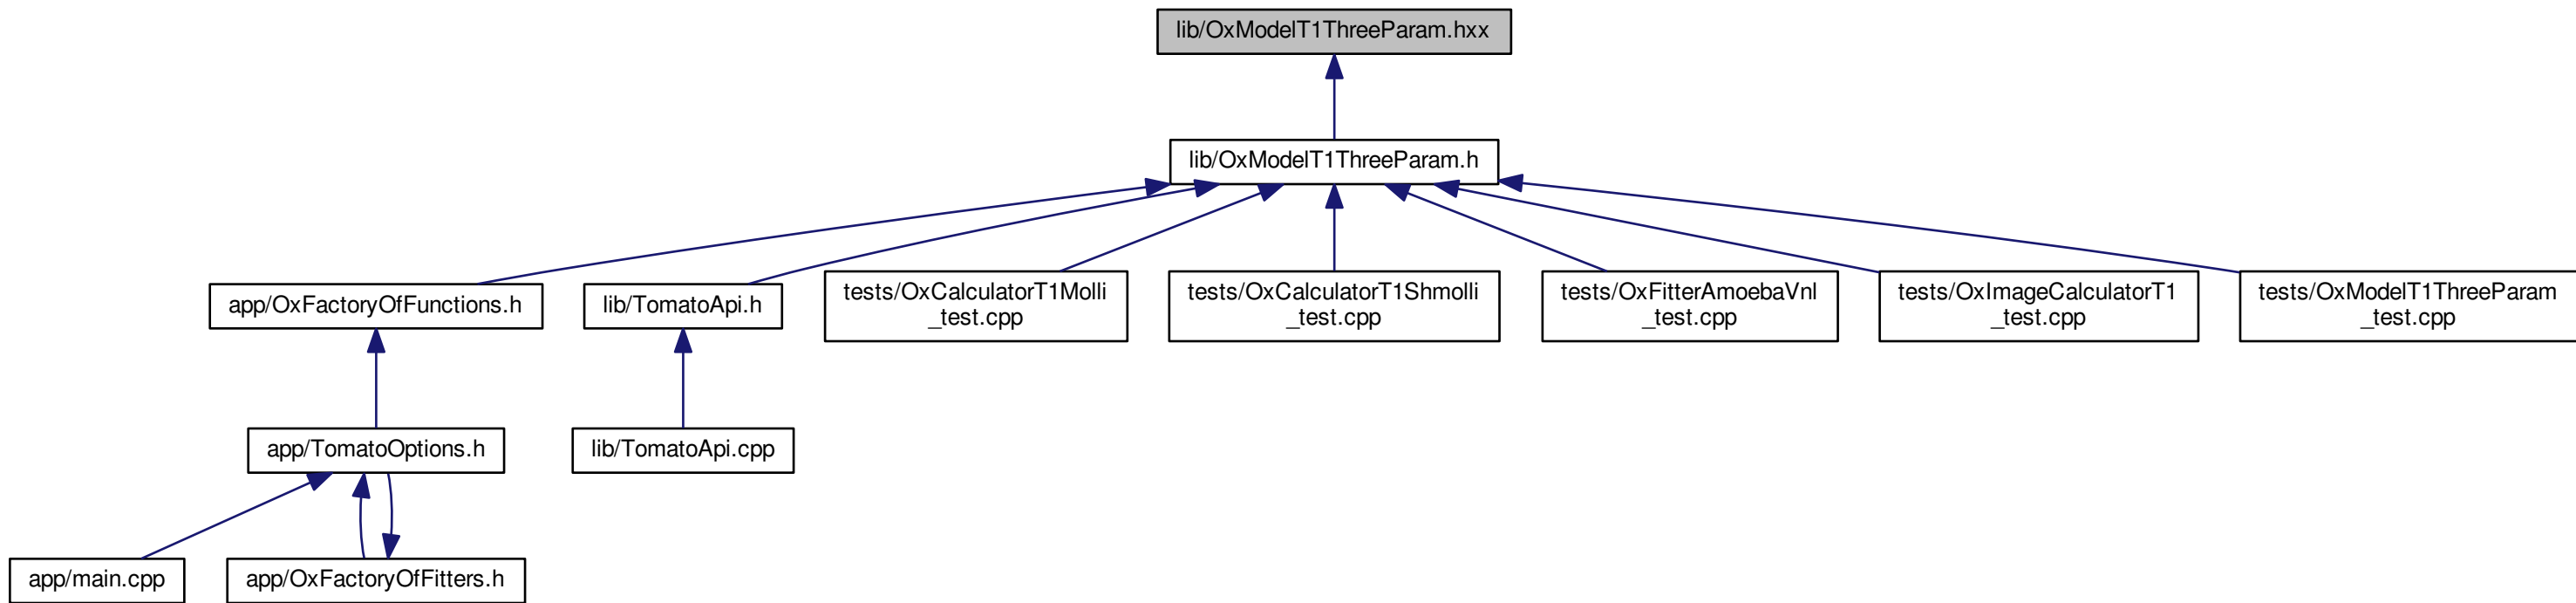 lib/OxModelT1ThreeParam.hxx
lib/OxModelT1ThreeParam.h
app/OxFactoryOfFunctions.h
lib/TomatoApi.h
tests/OxCalculatorT1Molli
_test.cpp
tests/OxCalculatorT1Shmolli
_test.cpp
tests/OxFitterAmoebaVnl
_test.cpp
tests/OxImageCalculatorT1
_test.cpp
tests/OxModelT1ThreeParam
_test.cpp
app/TomatoOptions.h
lib/TomatoApi.cpp
app/main.cpp
app/OxFactoryOfFitters.h